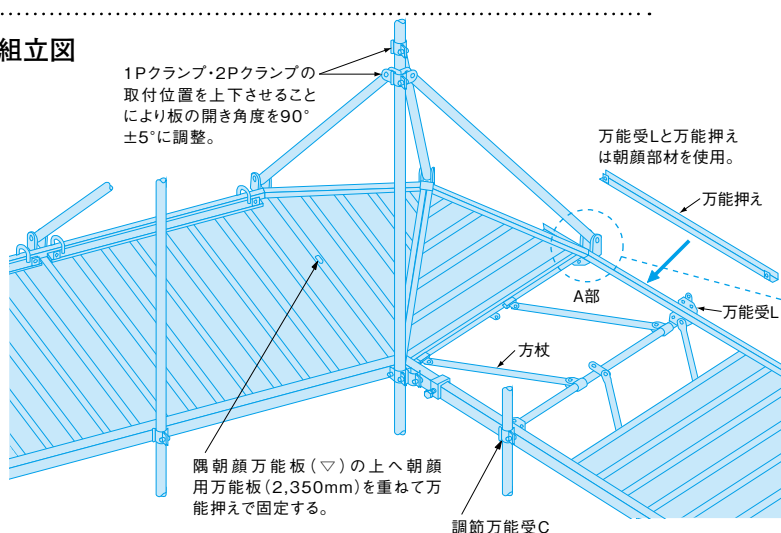 組立図
1Pクランプ・2Pクランプの
取付位置を上下させること
により板の開き角度を90°
±5°に調整。
万能受Lと万能押え
は朝顔部材を使用。
万能押え
A部
万能受L
方杖
隅朝顔万能板(▽)の上へ朝顔
用万能板(2,350mm)を重ねて万
能押えで固定する。
調節万能受C